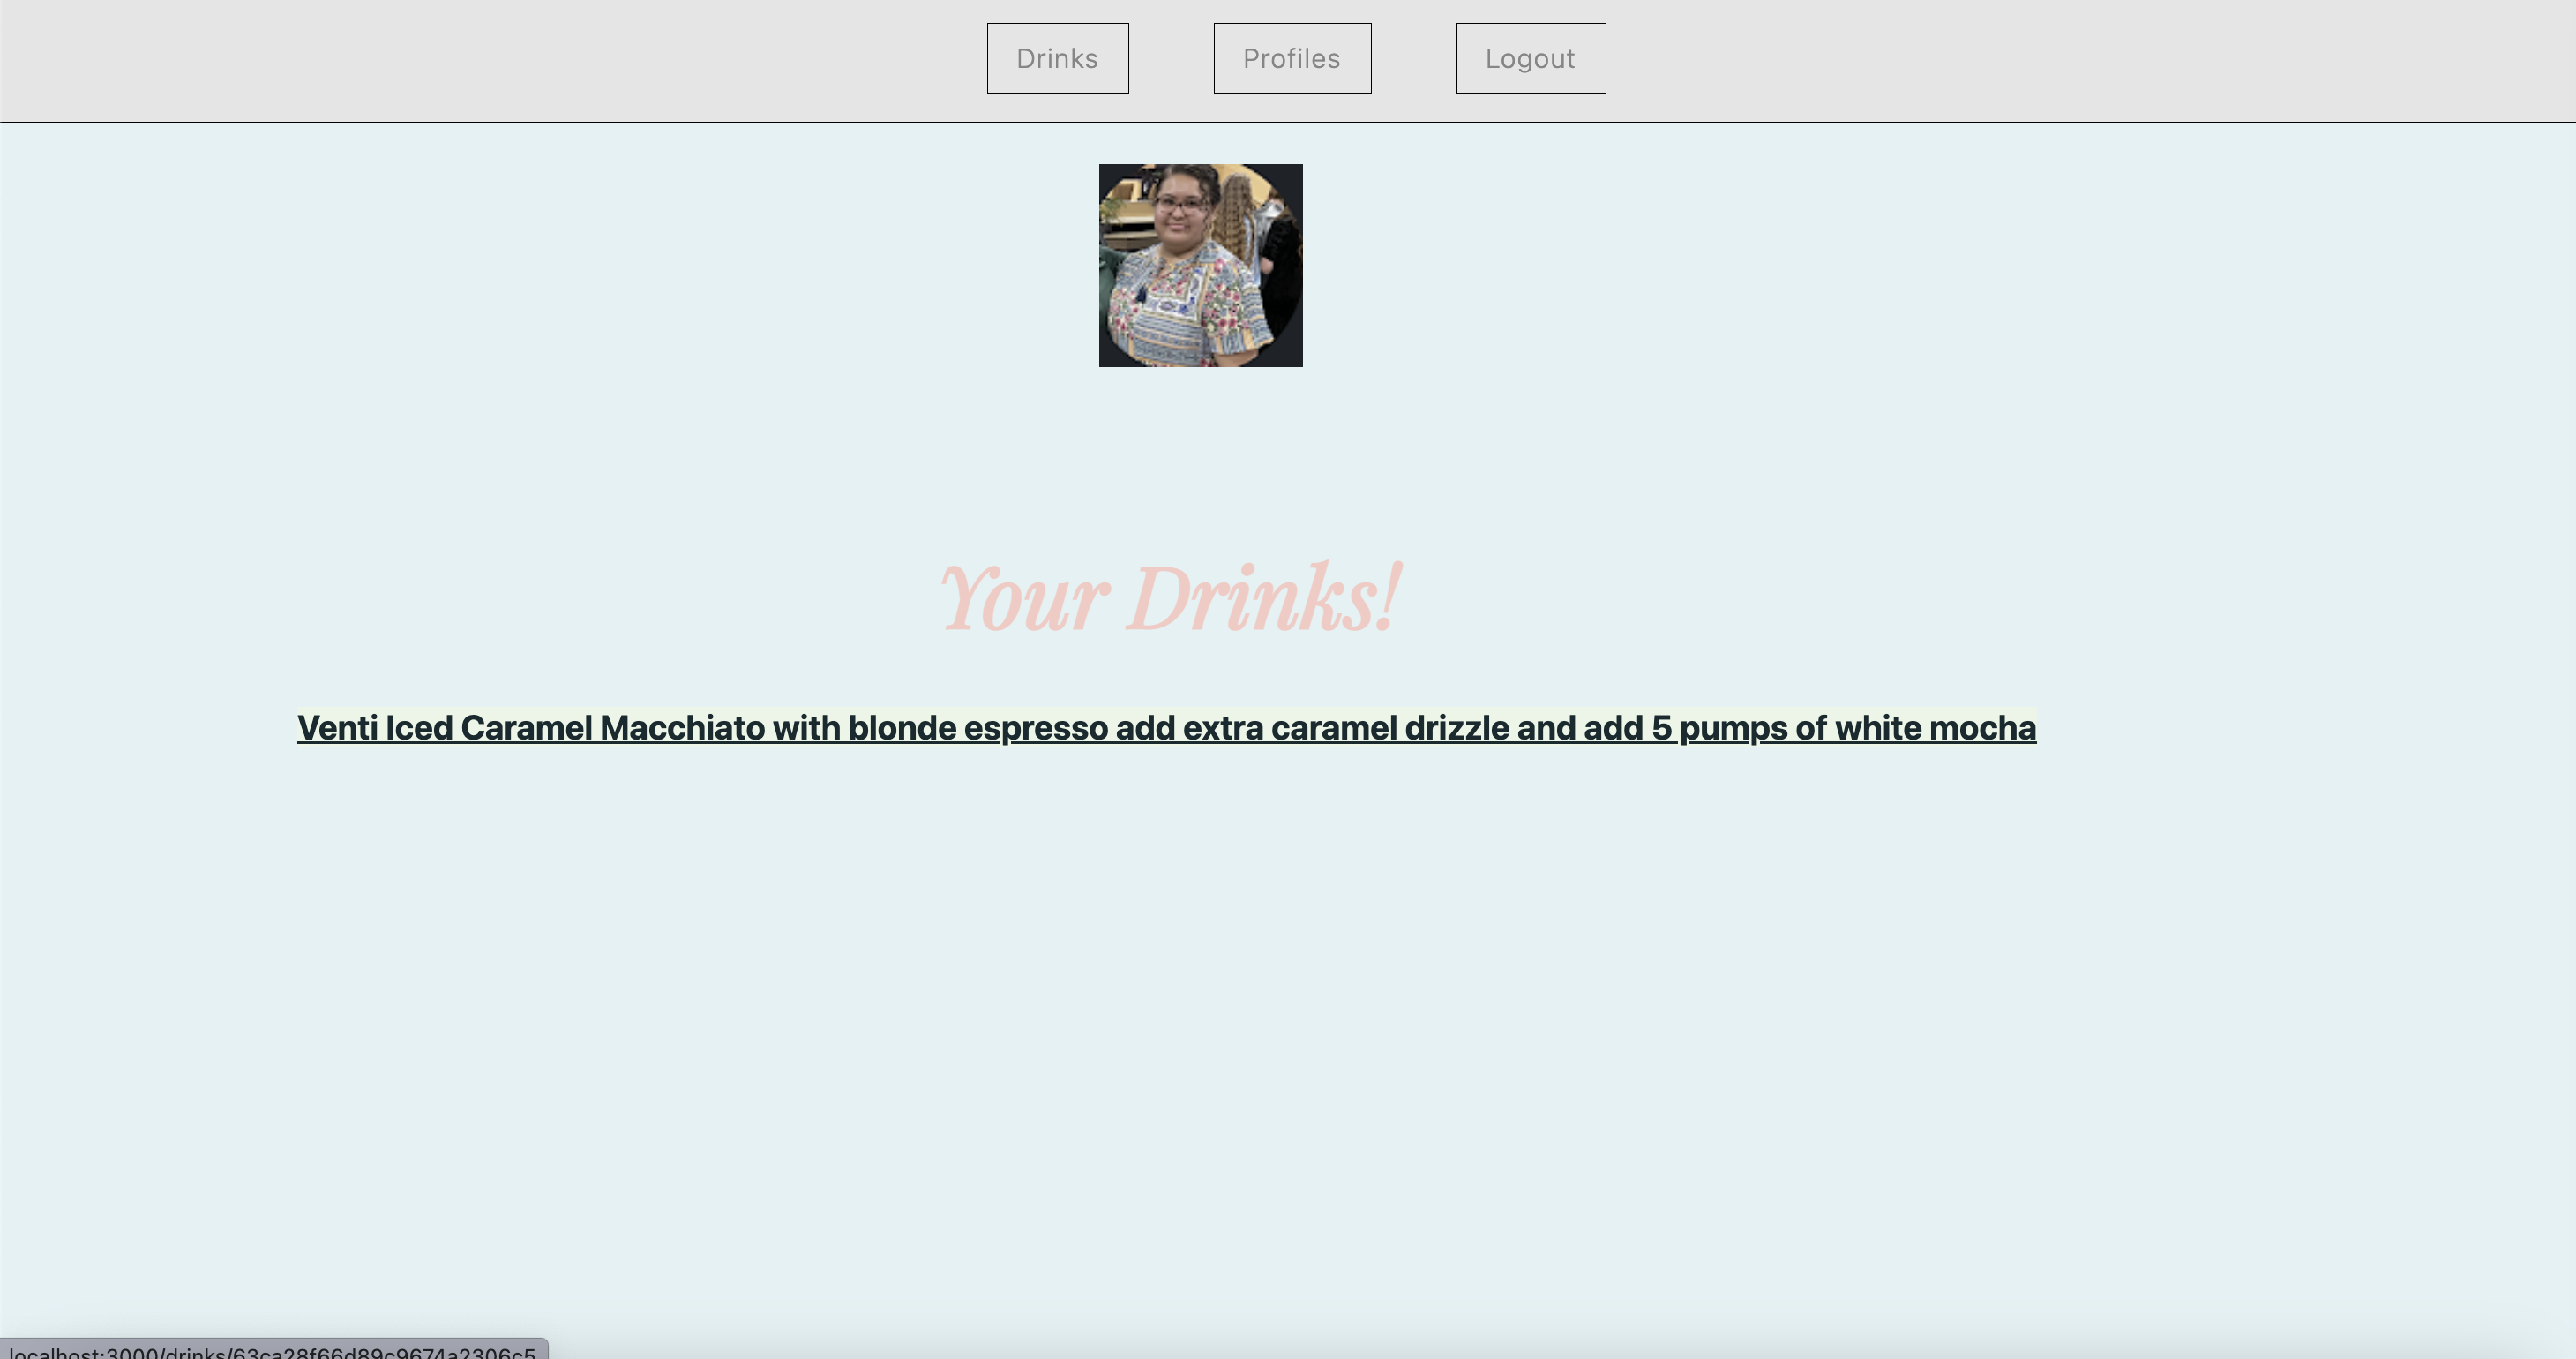 Drinks Profiles Logout
Your Drinks!
Venti Iced Caramel Macchiato with blonde espresso add extra caramel drizzle and add 5 pumps of white mocha
localhost:3000/drinks/63ca28f66d89c9674a2306c5